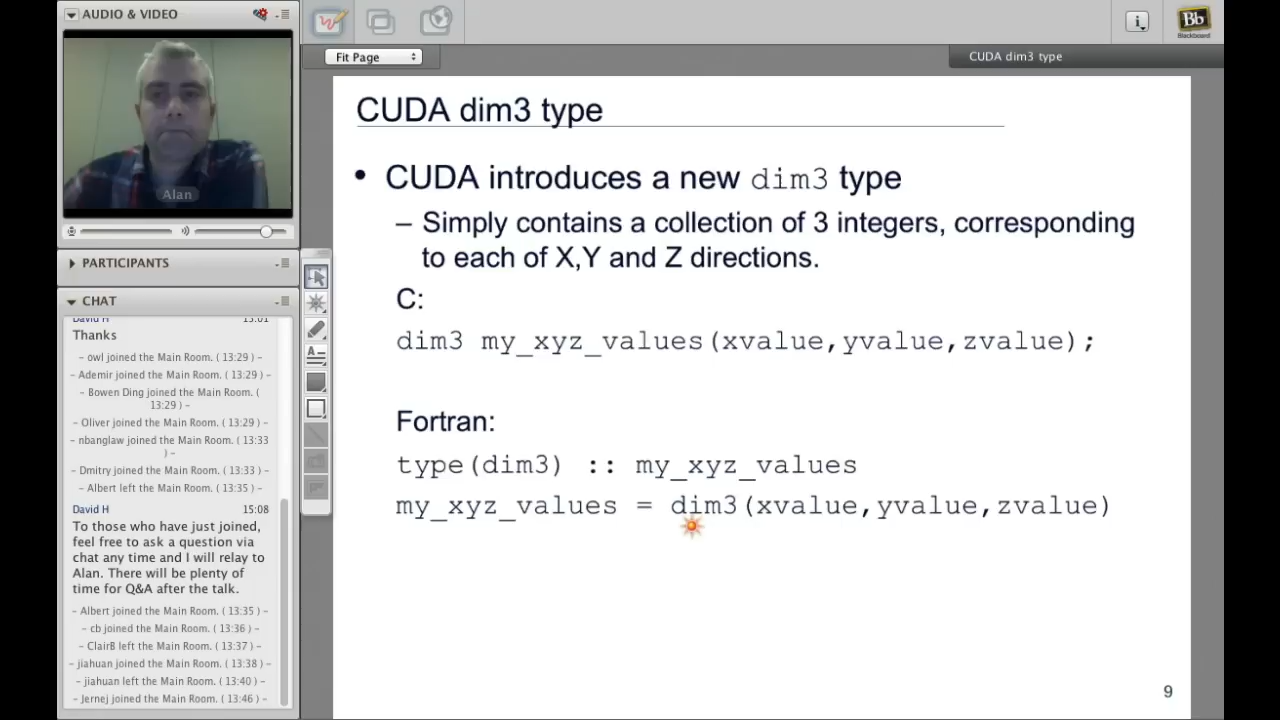 AUDIO & VIDEO
Alan
PARTICIPANTS
CHAT
David H 15:01
Thanks
– owl joined the Main Room. ( 13:29 ) –
– Ademir joined the Main Room. ( 13:29 ) –
– Bowen Ding joined the Main Room. (
13:29 ) –
– Oliver joined the Main Room. ( 13:29 ) –
– nbanglaw joined the Main Room. ( 13:33
) –
– Dmitry joined the Main Room. ( 13:33 ) –
– Albert left the Main Room. ( 13:35 ) –
David H 15:08
To those who have just joined,
feel free to ask a question via
chat any time and I will relay to
Alan. There will be plenty of
time for Q&A after the talk.
– Albert joined the Main Room. ( 13:35 ) –
– cb joined the Main Room. ( 13:36 ) –
– ClairB left the Main Room. ( 13:37 ) –
– jiahuan joined the Main Room. ( 13:38 ) –
– jiahuan left the Main Room. ( 13:40 ) –
– Jernej joined the Main Room. ( 13:46 ) –
i
Bb
Blackboard
Fit Page
CUDA dim3 type
CUDA dim3 type
• CUDA introduces a new dim3 type
– Simply contains a collection of 3 integers, corresponding
to each of X,Y and Z directions.
C:
dim3 my_xyz_values(xvalue,yvalue,zvalue);
Fortran:
type(dim3) :: my_xyz_values
my_xyz_values = dim3(xvalue,yvalue,zvalue)
9